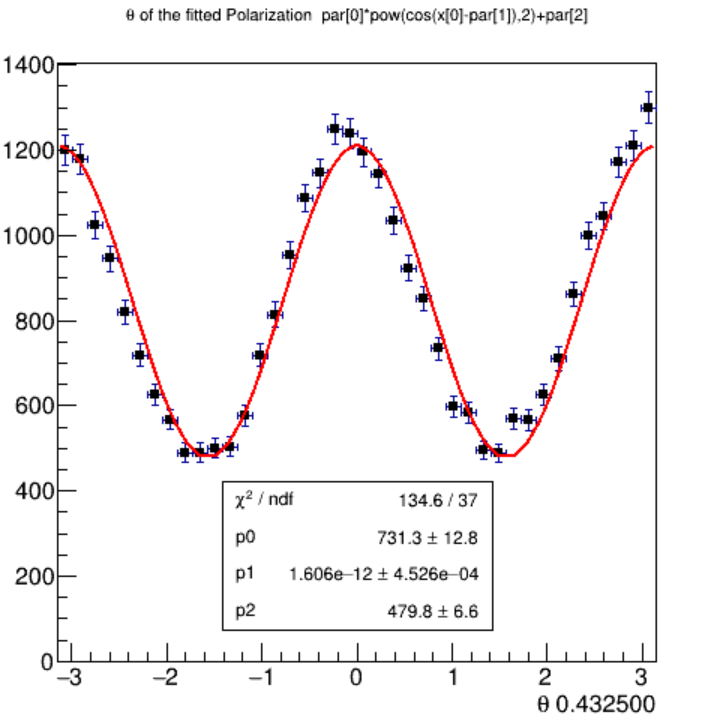 θ of the fitted Polarization par[0]*pow(cos(x[0]-par[1]),2)+par[2]
1400
1200
1000
800
600
400
200
0
χ² / ndf 134.6 / 37
p0 731.3 ± 12.8
p1 1.606e−12 ± 4.526e−04
p2 479.8 ± 6.6
−3 −2 −1 0 1 2 3
θ 0.432500